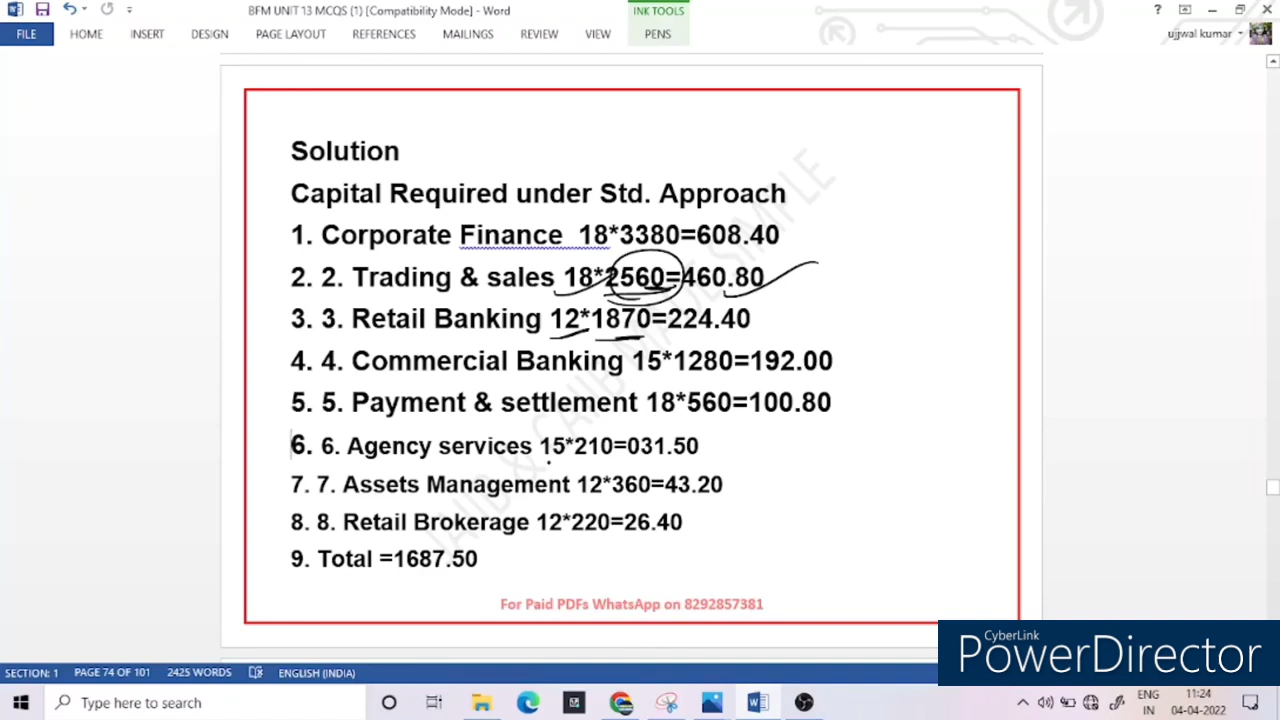 BFM UNIT 13 MCQS (1) [Compatibility Mode] - Word
INK TOOLS
?
FILE
HOME
INSERT
DESIGN
PAGE LAYOUT
REFERENCES
MAILINGS
REVIEW
VIEW
PENS
ujjwal kumar
Solution
Capital Required under Std. Approach
1. Corporate Finance 18*3380=608.40
2. 2. Trading & sales 18*2560=460.80
3. 3. Retail Banking 12*1870=224.40
4. 4. Commercial Banking 15*1280=192.00
5. 5. Payment & settlement 18*560=100.80
6. 6. Agency services 15*210=031.50
7. 7. Assets Management 12*360=43.20
8. 8. Retail Brokerage 12*220=26.40
9. Total =1687.50
JAIIB & CAIIB MADE SIMPLE
For Paid PDFs WhatsApp on 8292857381
CyberLink
PowerDirector
SECTION: 1
PAGE 74 OF 101
2425 WORDS
ENGLISH (INDIA)
Type here to search
ENG
IN
11:24
04-04-2022